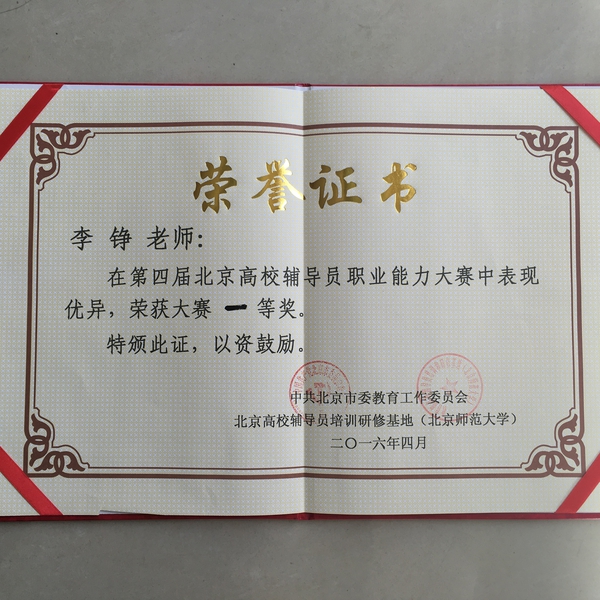 荣誉证书
李 铮 老师：
在第四届北京高校辅导员职业能力大赛中表现
优异，荣获大赛 一 等奖。
特颁此证，以资鼓励。
中共北京市委教育工作委员会
北京高校辅导员培训研修基地（北京师范大学）
二〇一六年四月